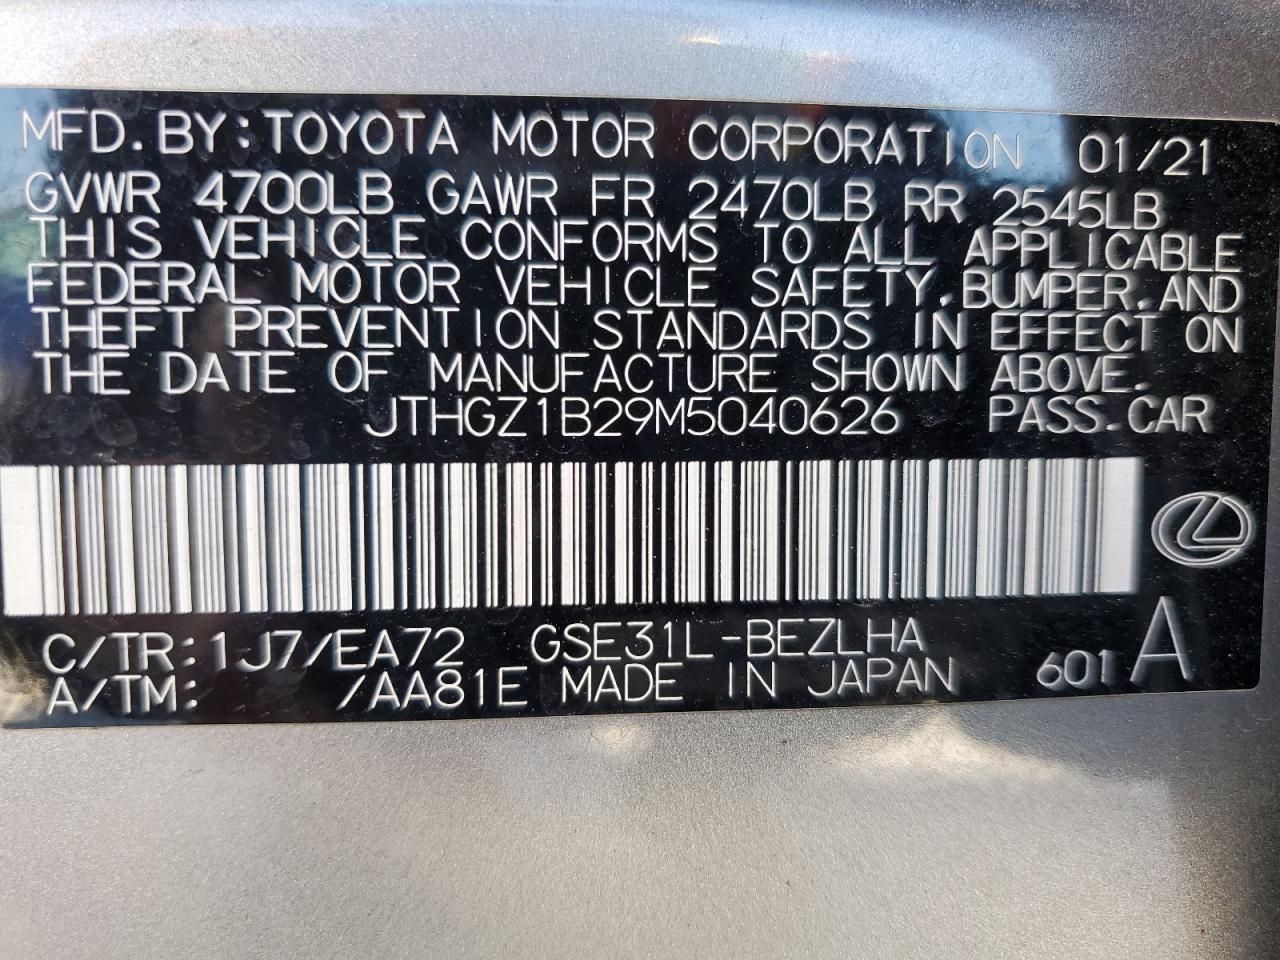 MFD.BY:TOYOTA MOTOR CORPORATION 01/21
GVWR 4700LB GAWR FR 2470LB RR 2545LB
THIS VEHICLE CONFORMS TO ALL APPLICABLE
FEDERAL MOTOR VEHICLE SAFETY,BUMPER,AND
THEFT PREVENTION STANDARDS IN EFFECT ON
THE DATE OF MANUFACTURE SHOWN ABOVE.
JTHGZ1B29M5040626 PASS.CAR
C/TR:1J7/EA72 GSE31L-BEZLHA
A/TM: /AA81E MADE IN JAPAN 601 A